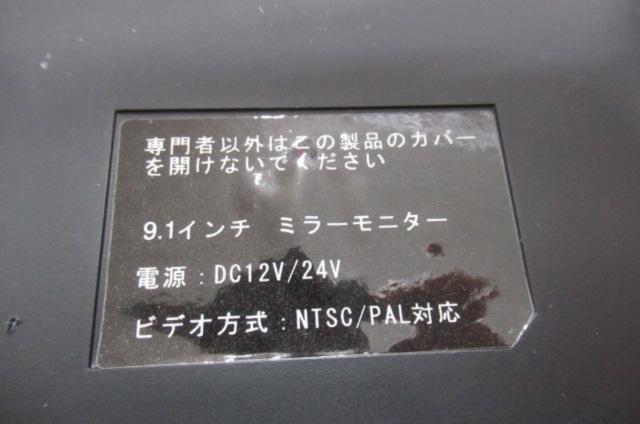 専門者以外はこの製品のカバー
を開けないでください
9.1インチ　ミラーモニター
電源：DC12V/24V
ビデオ方式：NTSC/PAL対応